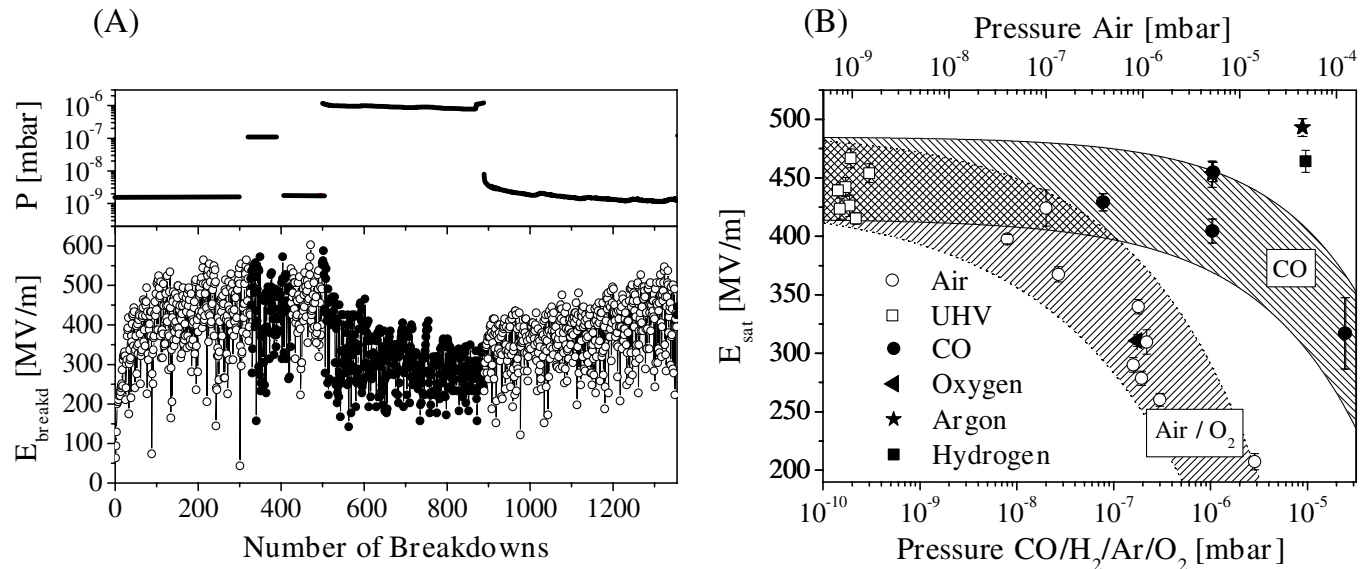 (A)
P [mbar]
10⁻⁶
10⁻⁷
10⁻⁸
10⁻⁹
E_breakd [MV/m]
600
500
400
300
200
100
0
0 200 400 600 800 1000 1200
Number of Breakdowns
(B)
Pressure Air [mbar]
10⁻⁹ 10⁻⁸ 10⁻⁷ 10⁻⁶ 10⁻⁵ 10⁻⁴
E_sat [MV/m]
500
450
400
350
300
250
200
CO
Air
UHV
CO
Oxygen
Argon
Hydrogen
Air / O₂
10⁻¹⁰ 10⁻⁹ 10⁻⁸ 10⁻⁷ 10⁻⁶ 10⁻⁵
Pressure CO/H₂/Ar/O₂ [mbar]